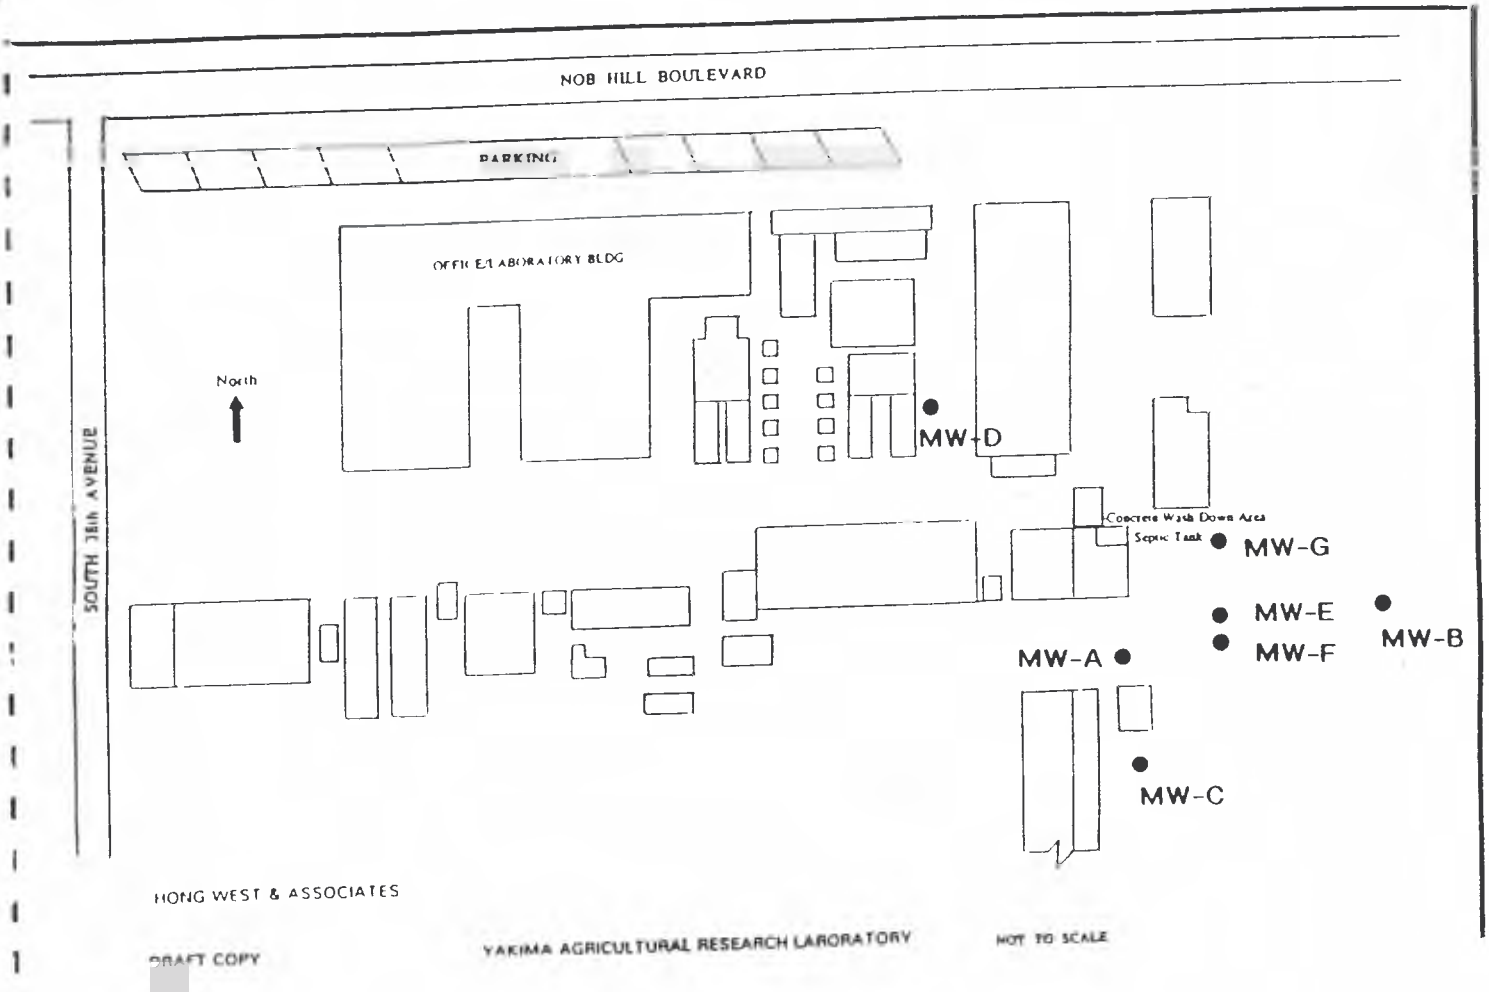 NOB HILL BOULEVARD
PARKING
OFFICE/LABORATORY BLDG
North
SOUTH 38th AVENUE
MW-D
Concrete Wash Down Area
Septic Tank
MW-G
MW-E
MW-B
MW-F
MW-A
MW-C
HONG WEST & ASSOCIATES
YAKIMA AGRICULTURAL RESEARCH LABORATORY
NOT TO SCALE
DRAFT COPY